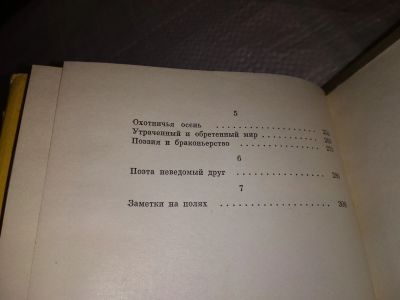 5
Охотничья осень
Утраченный и обретенный мир
Поэзия и браконьерство
6
Поэта неведомый друг
7
Заметки на полях